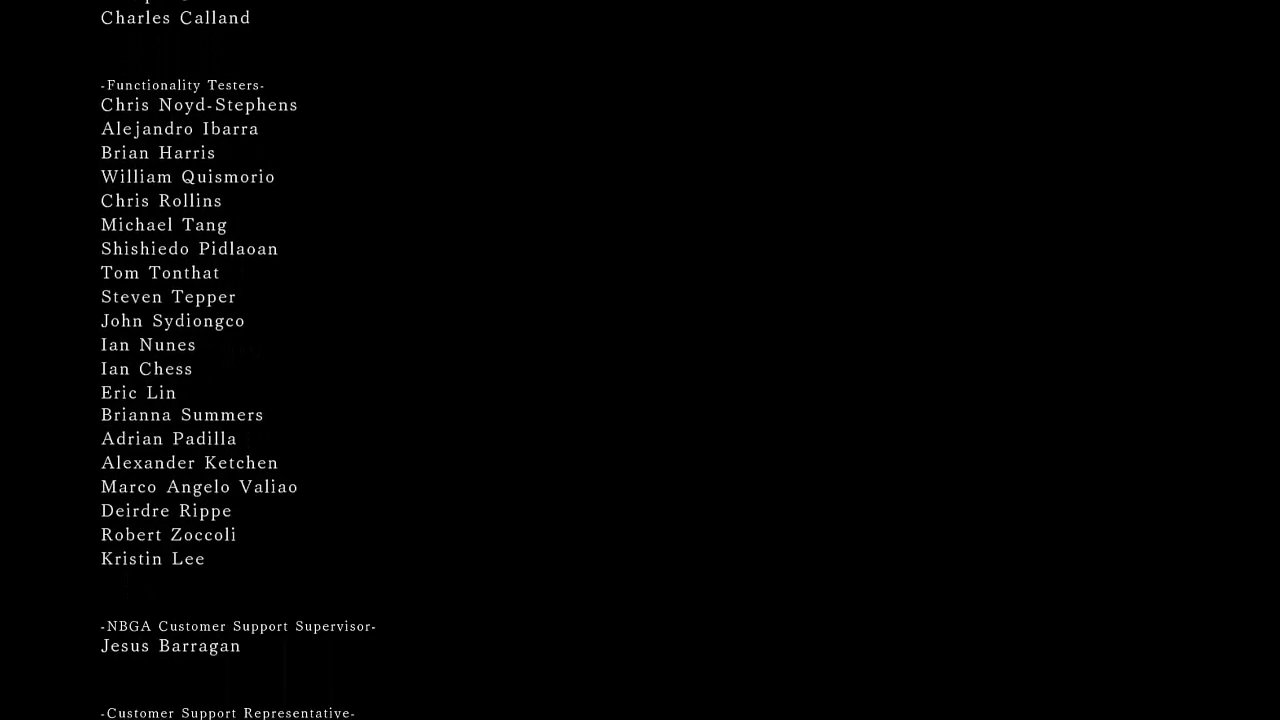 Charles Calland
-Functionality Testers-
Chris Noyd-Stephens
Alejandro Ibarra
Brian Harris
William Quismorio
Chris Rollins
Michael Tang
Shishiedo Pidlaoan
Tom Tonthat
Steven Tepper
John Sydiongco
Ian Nunes
Ian Chess
Eric Lin
Brianna Summers
Adrian Padilla
Alexander Ketchen
Marco Angelo Valiao
Deirdre Rippe
Robert Zoccoli
Kristin Lee
-NBGA Customer Support Supervisor-
Jesus Barragan
-Customer Support Representative-